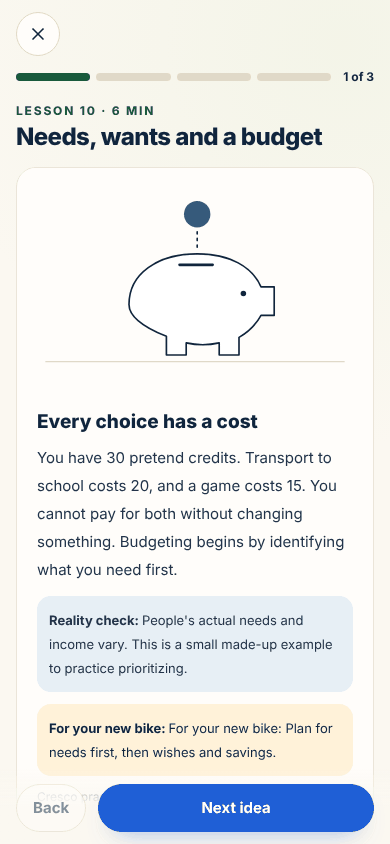 1 of 3
LESSON 10 · 6 MIN
Needs, wants and a budget
Every choice has a cost
You have 30 pretend credits. Transport to
school costs 20, and a game costs 15. You
cannot pay for both without changing
something. Budgeting begins by identifying
what you need first.
Reality check: People's actual needs and
income vary. This is a small made-up example
to practice prioritizing.
For your new bike: For your new bike: Plan for
needs first, then wishes and savings.
Back
Next idea